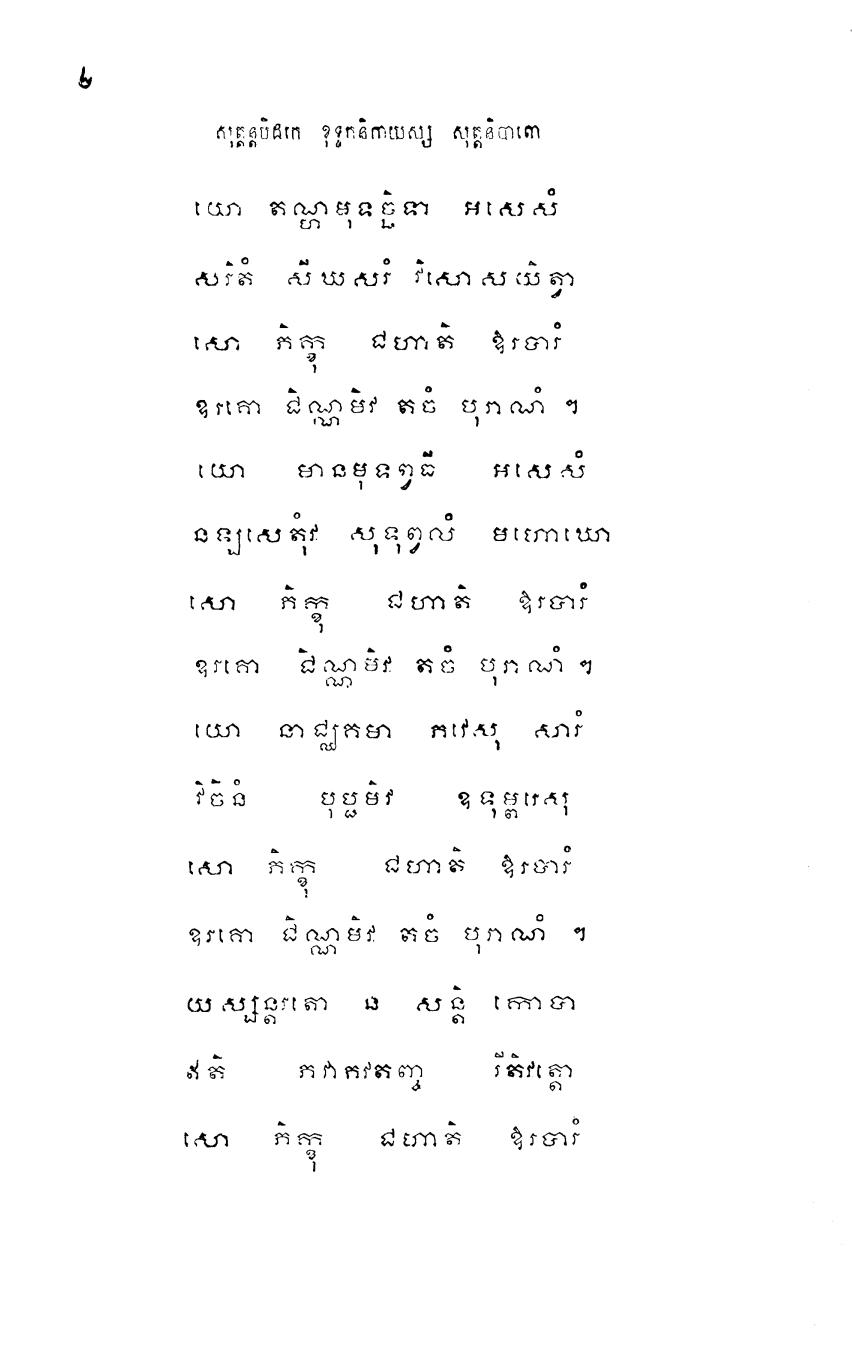 ២
សុត្តន្តបិដកេ ខុទ្ទកនិកាយស្ស សុត្តនិបាតោ
យោ តណ្ហមុទច្ឆិទា អសេសំ
សរិតំ សីឃសរំ វិសោសយិត្វា
សោ ភិក្ខុ ជហាតិ ឱរបារំ
ឧរគោ ជិណ្ណមិវ តចំ បុរាណំ ។
យោ មានមុទព្វធី អសេសំ
នឡសេតុំវ សុទុព្វលំ មហោឃោ
សោ ភិក្ខុ ជហាតិ ឱរបារំ
ឧរគោ ជិណ្ណមិវ តចំ បុរាណំ ។
យោ នាជ្ឈគមា ភវេសុ សារំ
វិចិនំ បុប្ផមិវ ឧទុម្ពរេសុ
សោ ភិក្ខុ ជហាតិ ឱរបារំ
ឧរគោ ជិណ្ណមិវ តចំ បុរាណំ ។
យស្សន្តរតោ ន សន្តិ កោបា
ឥតិ ភវាភវតញ្ច វីតិវត្តោ
សោ ភិក្ខុ ជហាតិ ឱរបារំ